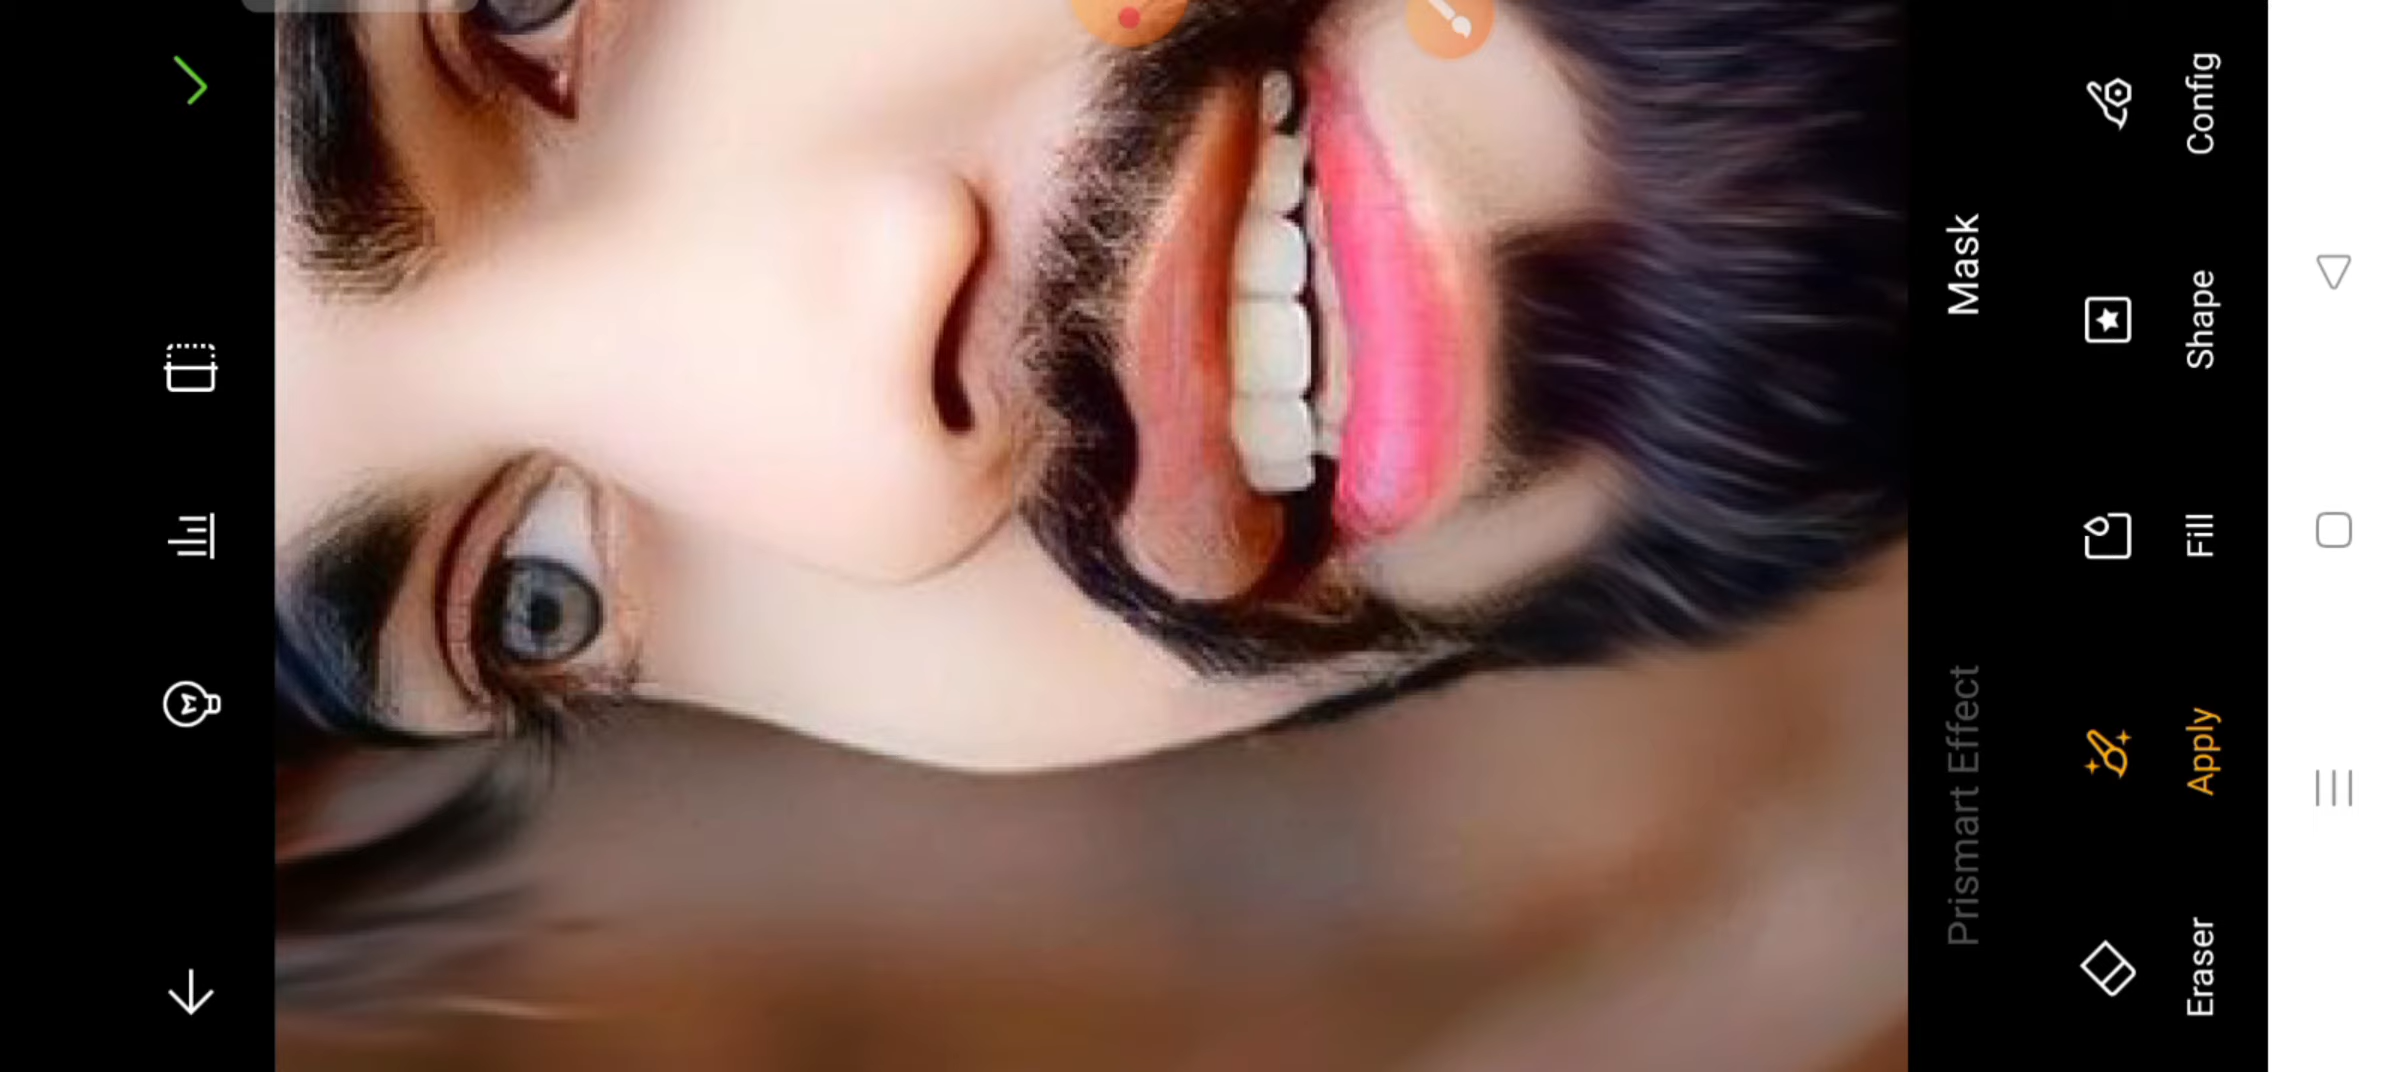 Prismart Effect
Mask
Eraser
Apply
Fill
Shape
Config